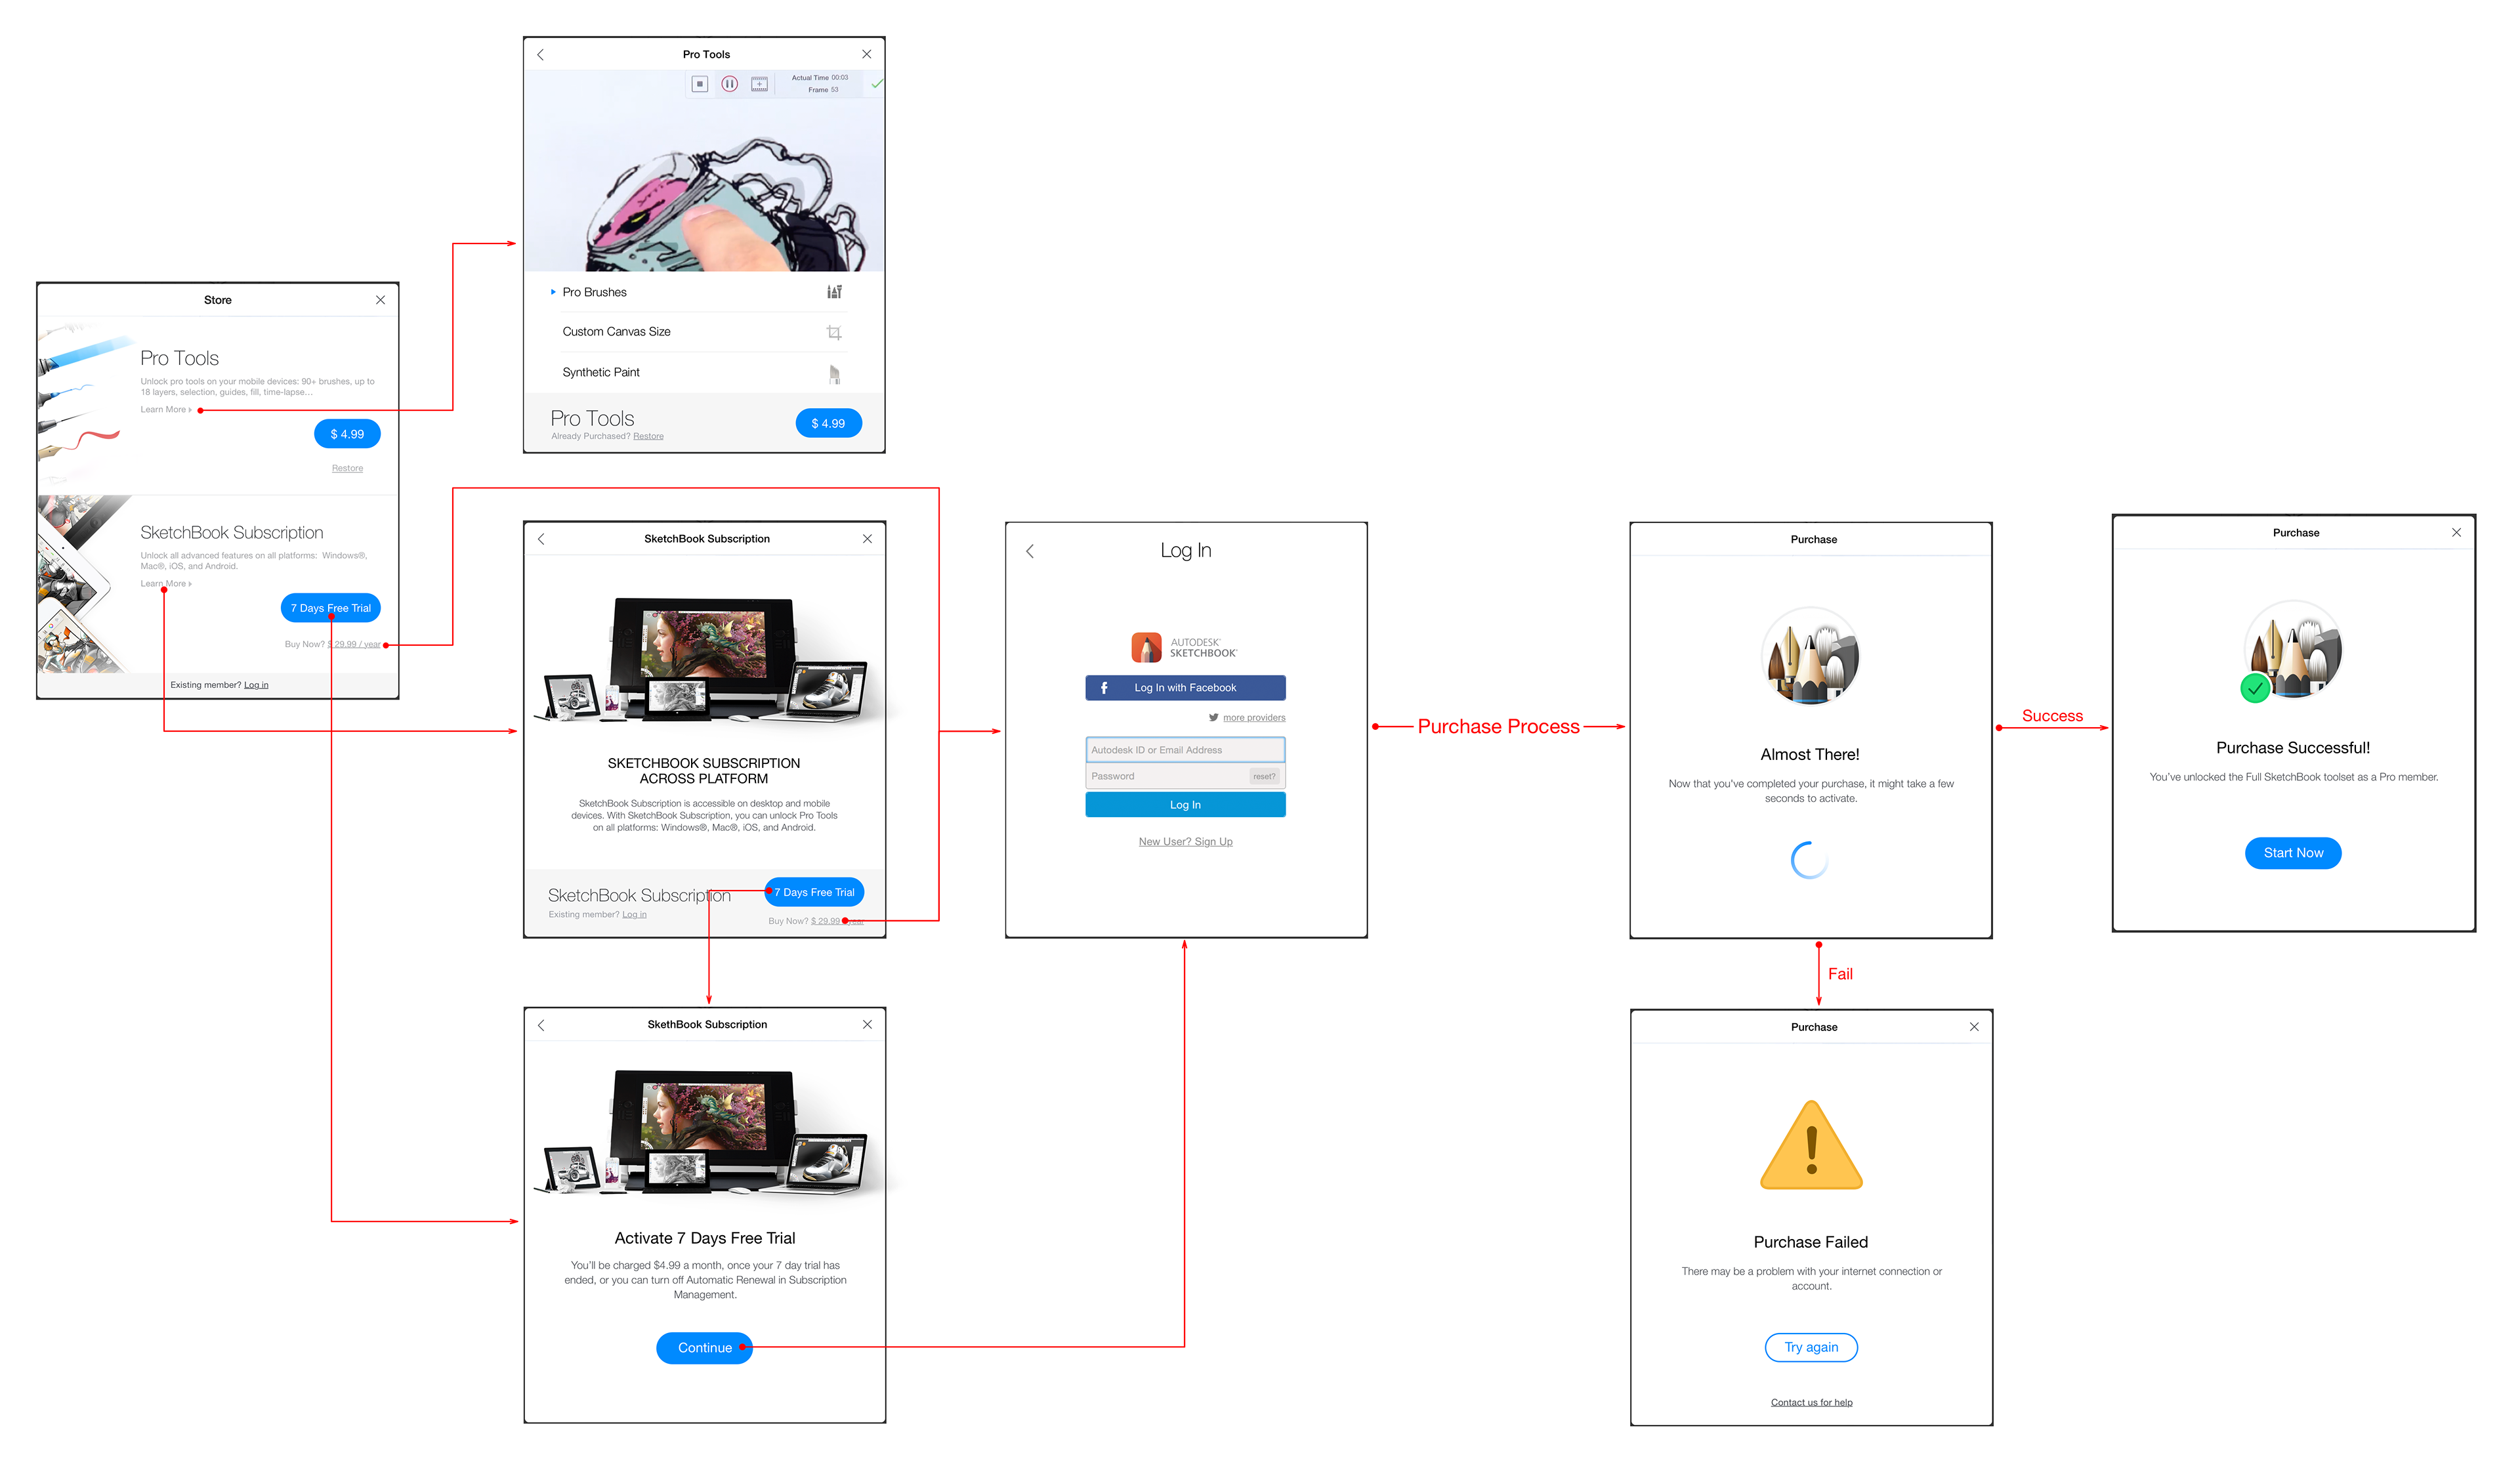 Store
Pro Tools
Unlock pro tools on your mobile devices: 90+ brushes, up to
18 layers, selection, guides, fill, time-lapse...
Learn More
$ 4.99
Restore
SketchBook Subscription
Unlock all advanced features on all platforms: Windows®,
Mac®, iOS, and Android.
Learn More
7 Days Free Trial
Buy Now? $ 29.99 / year
Existing member? Log in
Pro Tools
Actual Time 00:03
Frame 53
Pro Brushes
Custom Canvas Size
Synthetic Paint
Pro Tools
Already Purchased? Restore
$ 4.99
SketchBook Subscription
SKETCHBOOK SUBSCRIPTION
ACROSS PLATFORM
SketchBook Subscription is accessible on desktop and mobile
devices. With SketchBook Subscription, you can unlock Pro Tools
on all platforms: Windows®, Mac®, iOS, and Android.
SketchBook Subscription
Existing member? Log in
7 Days Free Trial
Buy Now? $ 29.99 / year
SkethBook Subscription
Activate 7 Days Free Trial
You'll be charged $4.99 a month, once your 7 day trial has
ended, or you can turn off Automatic Renewal in Subscription
Management.
Continue
Log In
AUTODESK®
SKETCHBOOK®
Log In with Facebook
more providers
Autodesk ID or Email Address
Password
reset?
Log In
New User? Sign Up
Purchase Process
Purchase
Almost There!
Now that you've completed your purchase, it might take a few
seconds to activate.
Success
Purchase
Purchase Successful!
You've unlocked the Full SketchBook toolset as a Pro member.
Start Now
Fail
Purchase
Purchase Failed
There may be a problem with your internet connection or
account.
Try again
Contact us for help